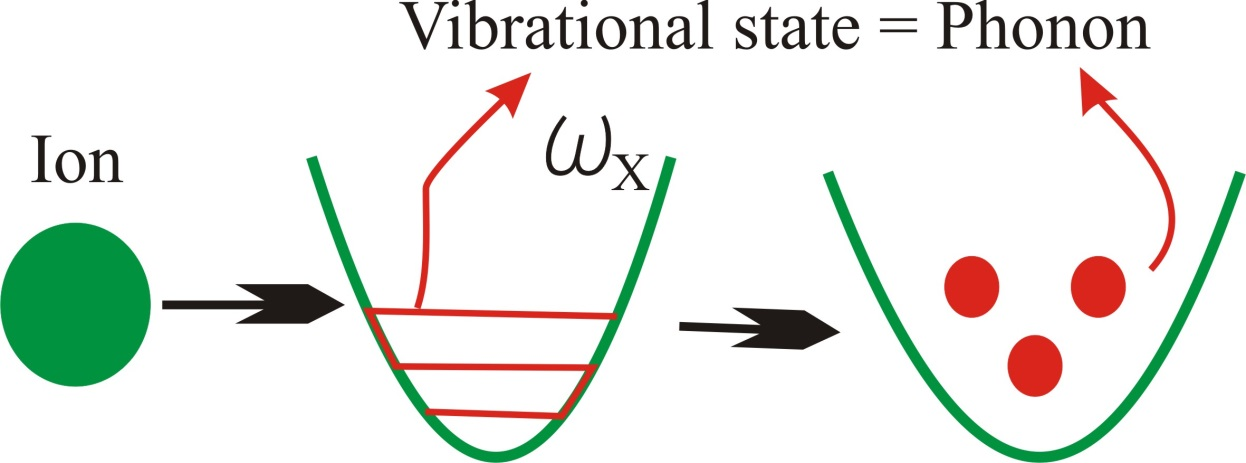 Vibrational state = Phonon
Ion
ωX